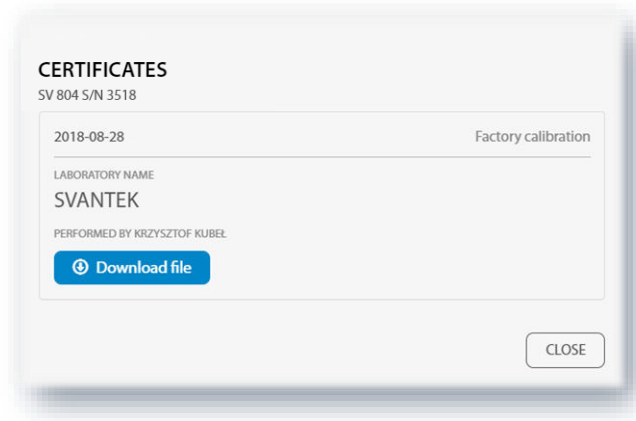 CERTIFICATES
SV 804 S/N 3518
2018-08-28 Factory calibration
LABORATORY NAME
SVANTEK
PERFORMED BY KRZYSZTOF KUBEŁ
Download file
CLOSE